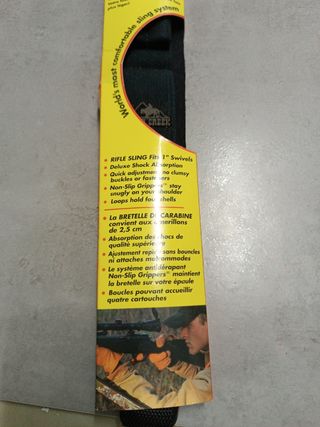 World's most comfortable sling system
CREEK
• RIFLE SLING Fits 1" Swivels
• Deluxe Shock Absorption
• Quick adjustment no clumsy
buckles or fasteners
• Non-Slip Grippers™ stay
snugly on your shoulder
• Loops hold four shells
• La BRETELLE DE CARABINE
convient aux émerillons
de 2,5 cm
• Absorption des chocs de
qualité supérieure
• Ajustement rapide sans boucles
ni attaches malcommodes
• Le système antidérapant
Non-Slip Grippers™ maintient
la bretelle sur votre épaule
• Boucles pouvant accueillir
quatre cartouches